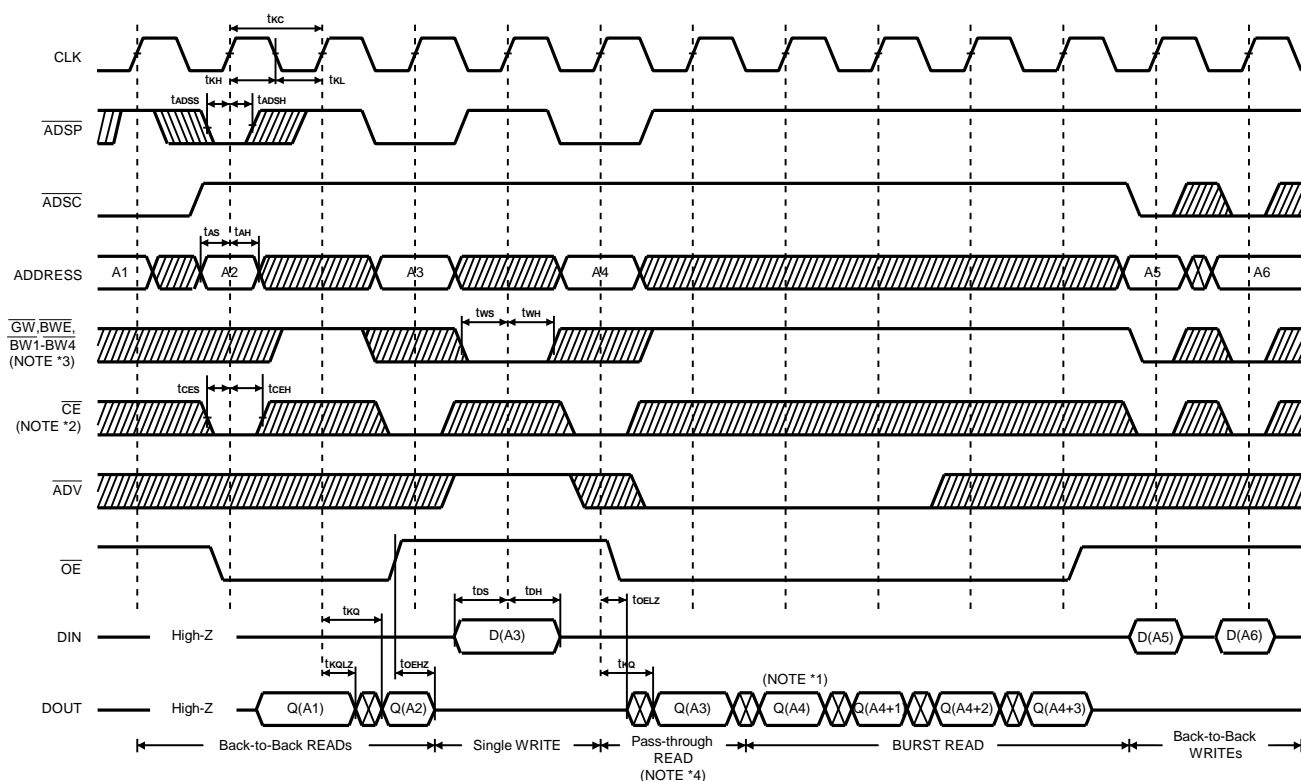 tKC
CLK
tKH
tKL
tADSS
tADSH
ADSP
ADSC
tAS
tAH
ADDRESS
A1
A2
A3
A4
A5
A6
GW,BWE,
BW1-BW4
(NOTE *3)
tWS
tWH
tCES
tCEH
CE
(NOTE *2)
ADV
OE
tDS
tDH
tOELZ
tKQ
DIN
High-Z
D(A3)
D(A5)
D(A6)
tKQLZ
tOEHZ
tKQ
(NOTE *1)
DOUT
High-Z
Q(A1)
Q(A2)
Q(A3)
Q(A4)
Q(A4+1)
Q(A4+2)
Q(A4+3)
Back-to-Back READs
Single WRITE
Pass-through
READ
(NOTE *4)
BURST READ
Back-to-Back
WRITEs